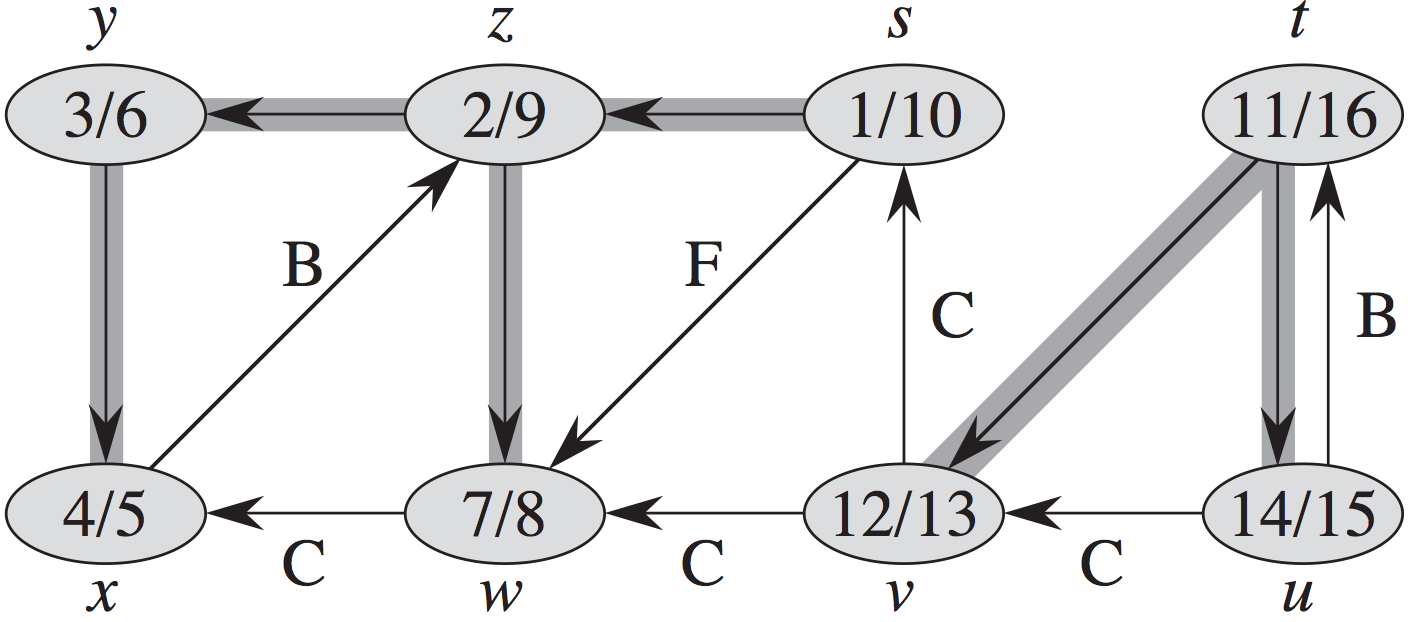 y z s t
3/6 2/9 1/10 11/16
B F C B
4/5 7/8 12/13 14/15
C C C
x w v u